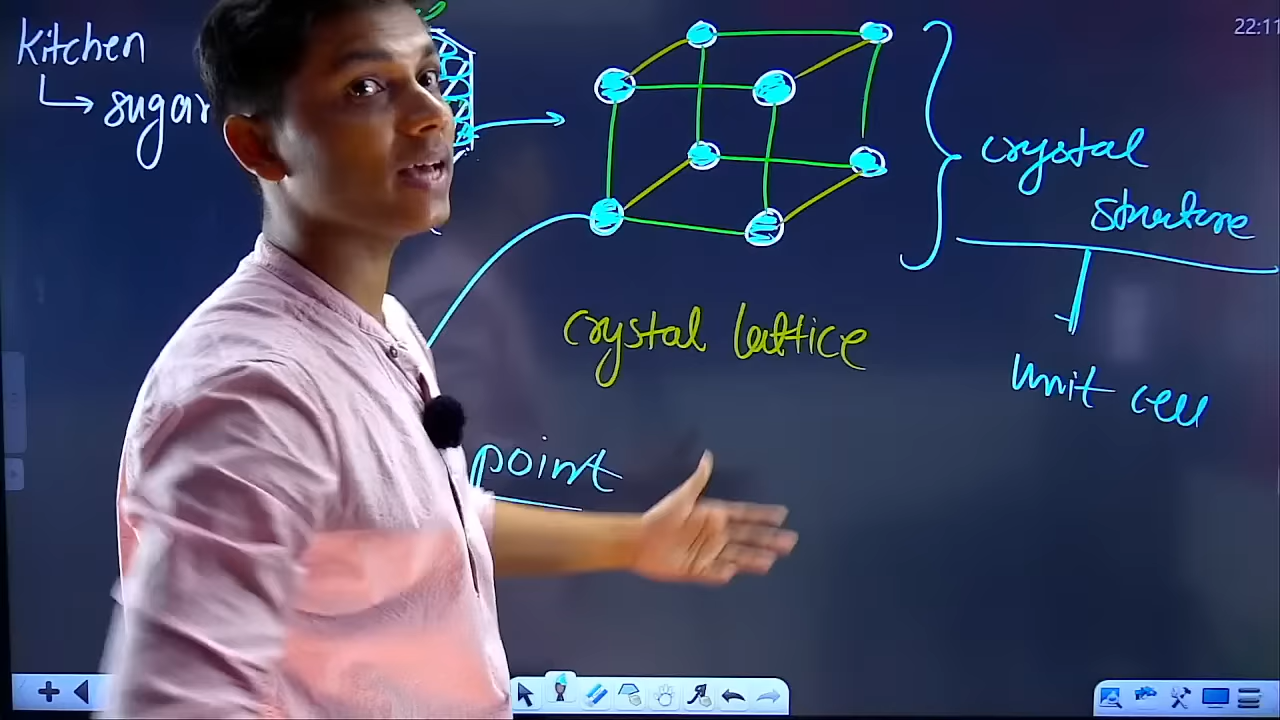 Kitchen
sugar
22:11
crystal
structure
crystal lattice
unit cell
point